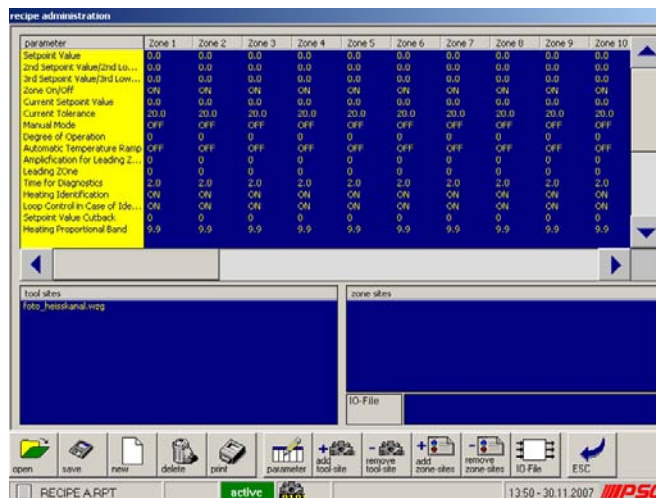 recipe administration
parameter Zone 1 Zone 2 Zone 3 Zone 4 Zone 5 Zone 6 Zone 7 Zone 8 Zone 9 Zone 10
Setpoint Value 0.0 0.0 0.0 0.0 0.0 0.0 0.0 0.0 0.0 0.0
2nd Setpoint Value/2nd Lo... 0.0 0.0 0.0 0.0 0.0 0.0 0.0 0.0 0.0 0.0
3rd Setpoint Value/3rd Low... 0.0 0.0 0.0 0.0 0.0 0.0 0.0 0.0 0.0 0.0
Zone On/Off ON ON ON ON ON ON ON ON ON ON
Current Setpoint Value 0.0 0.0 0.0 0.0 0.0 0.0 0.0 0.0 0.0 0.0
Current Tolerance 20.0 20.0 20.0 20.0 20.0 20.0 20.0 20.0 20.0 20.0
Manual Mode OFF OFF OFF OFF OFF OFF OFF OFF OFF OFF
Degree of Operation 0 0 0 0 0 0 0 0 0 0
Automatic Temperature Ramp OFF OFF OFF OFF OFF OFF OFF OFF OFF OFF
Amplification for Leading Z... 0 0 0 0 0 0 0 0 0 0
Leading ZOne 0 0 0 0 0 0 0 0 0 0
Time for Diagnostics 2.0 2.0 2.0 2.0 2.0 2.0 2.0 2.0 2.0 2.0
Heating Identification ON ON ON ON ON ON ON ON ON ON
Loop Control in Case of Ide... ON ON ON ON ON ON ON ON ON ON
Setpoint Value Cutback 0 0 0 0 0 0 0 0 0 0
Heating Proportional Band 9.9 9.9 9.9 9.9 9.9 9.9 9.9 9.9 9.9 9.9
tool sites zone sites
foto_heisskanal.wzg
IO-File
open save new delete print parameter add tool-site remove tool-site add zone-sites remove zone-sites IO-File ESC
RECIPE A.RPT active 13:50 - 30.11.2007 PSG